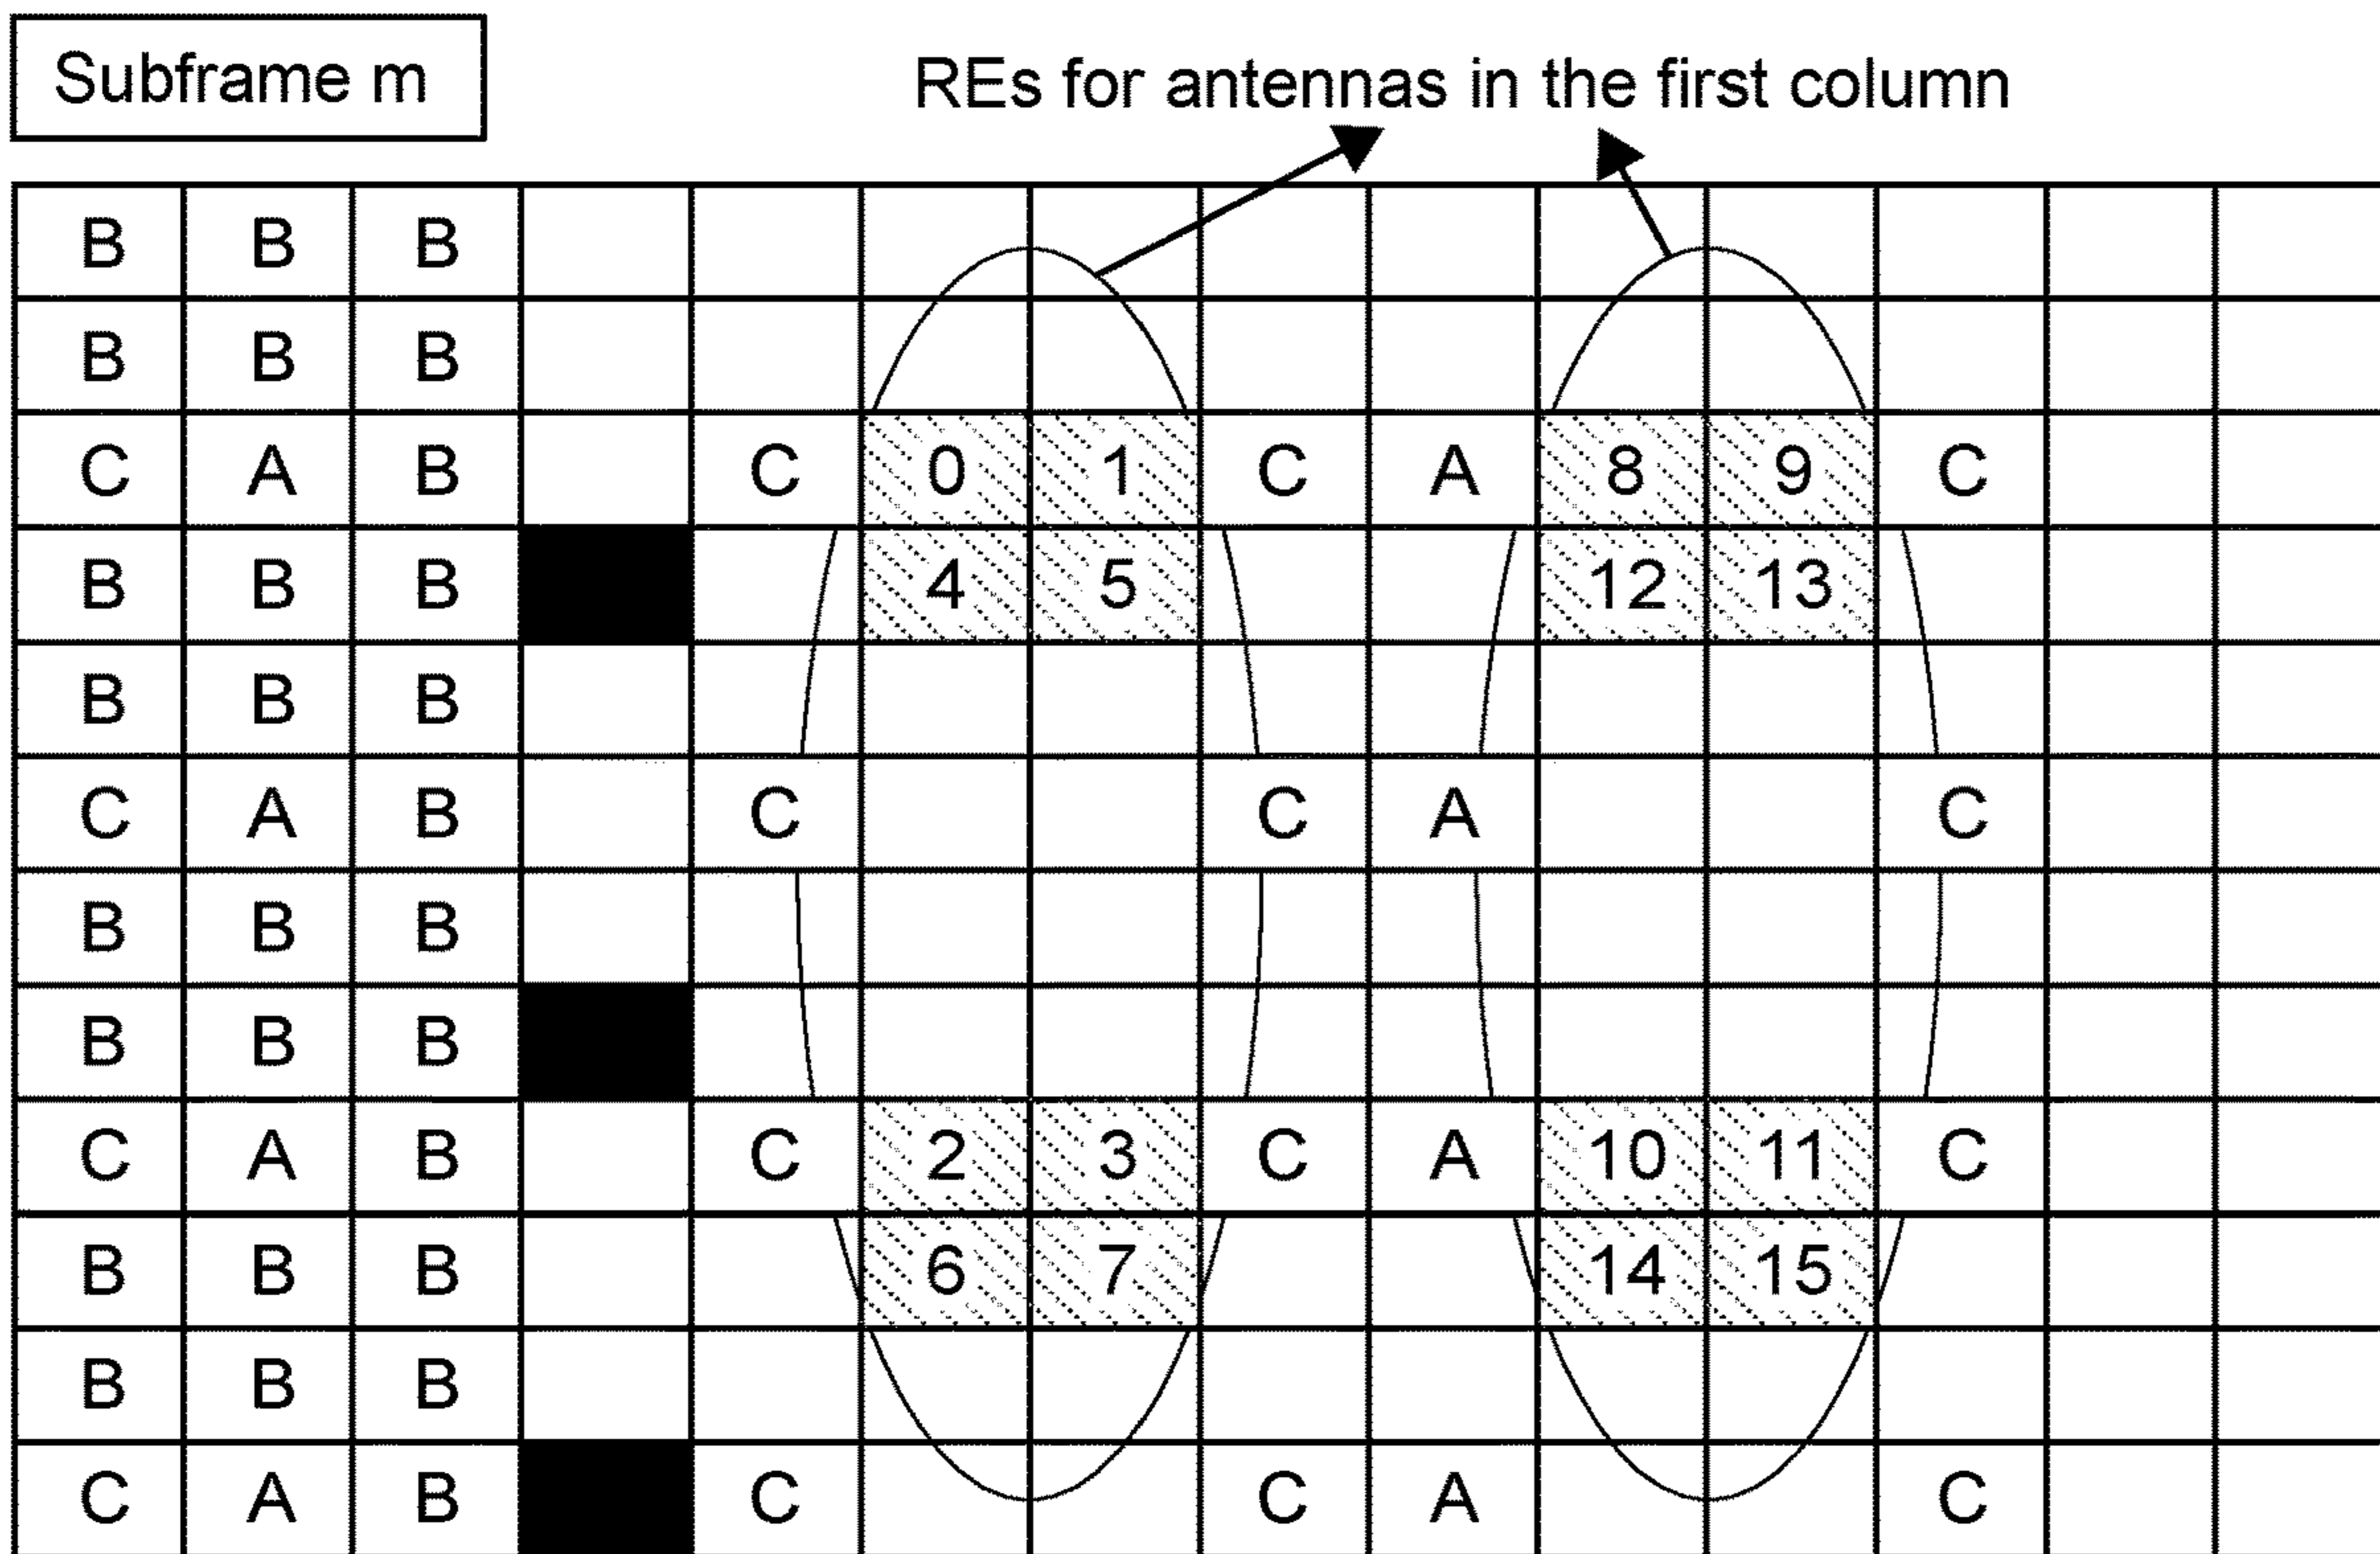 Subframe m
REs for antennas in the first column
B B B
B B B
C A B C 0 1 C A 8 9 C
B B B 4 5 12 13
B B B
C A B C C A C
B B B
B B B
C A B C 2 3 C A 10 11 C
B B B 6 7 14 15
B B B
C A B C C A C